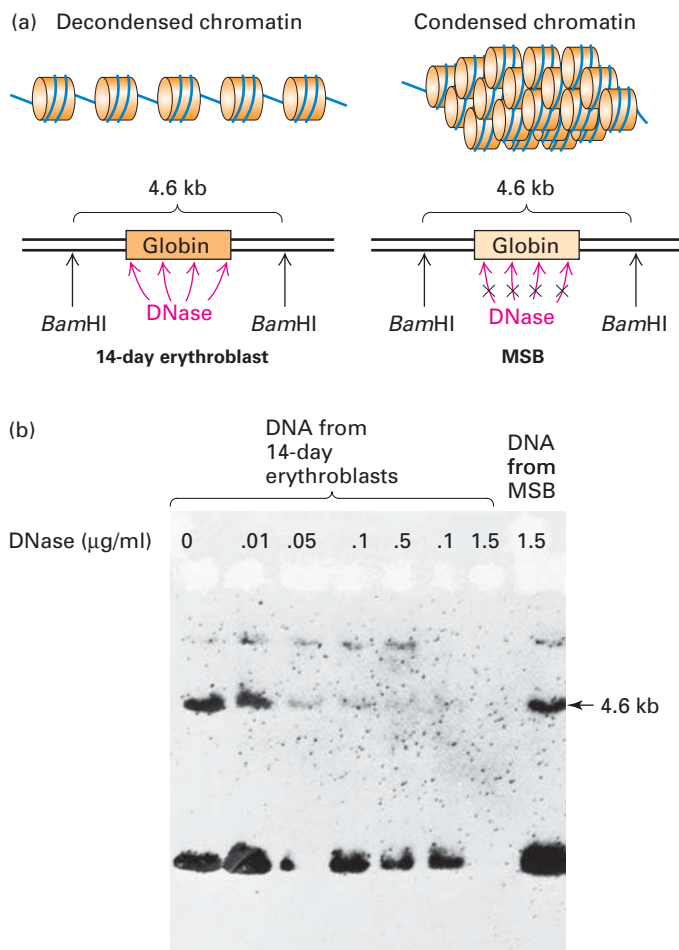 (a) Decondensed chromatin Condensed chromatin
4.6 kb 4.6 kb
Globin Globin
DNase DNase
BamHI BamHI BamHI BamHI
14-day erythroblast MSB
(b)
DNA from
14-day
erythroblasts
DNA
from
MSB
DNase (μg/ml) 0 .01 .05 .1 .5 .1 1.5 1.5
4.6 kb